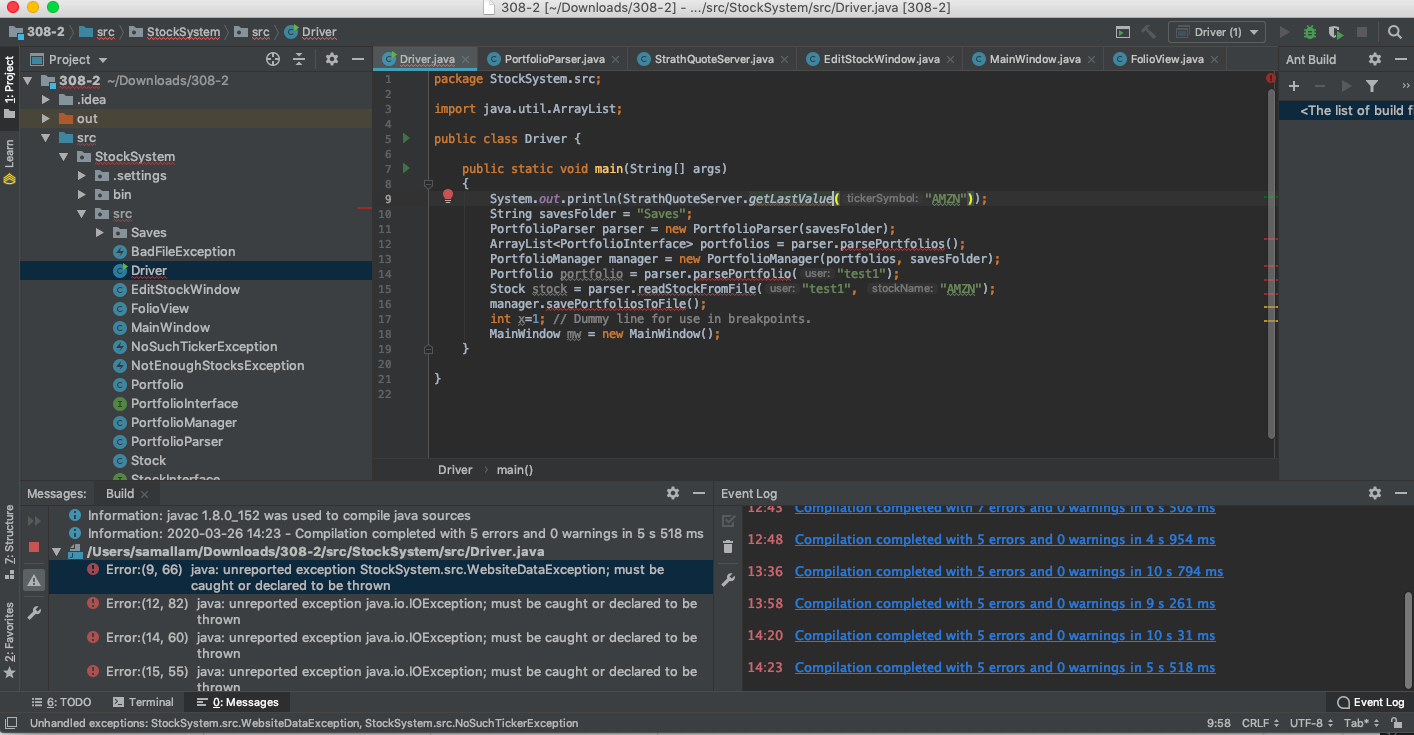 308-2 [~/Downloads/308-2] - .../src/StockSystem/src/Driver.java [308-2]
308-2 src StockSystem src Driver Driver (1)
Project
Driver.java PortfolioParser.java StrathQuoteServer.java EditStockWindow.java MainWindow.java FolioView.java Ant Build
1: Project
Learn
308-2 ~/Downloads/308-2
.idea
out
src
StockSystem
.settings
bin
src
Saves
BadFileException
Driver
EditStockWindow
FolioView
MainWindow
NoSuchTickerException
NotEnoughStocksException
Portfolio
PortfolioInterface
PortfolioManager
PortfolioParser
Stock
StockInterface
1 package StockSystem.src;
2
3 import java.util.ArrayList;
4
5 public class Driver {
6
7 public static void main(String[] args)
8 {
9 System.out.println(StrathQuoteServer.getLastValue( tickerSymbol: "AMZN"));
10 String savesFolder = "Saves";
11 PortfolioParser parser = new PortfolioParser(savesFolder);
12 ArrayList<PortfolioInterface> portfolios = parser.parsePortfolios();
13 PortfolioManager manager = new PortfolioManager(portfolios, savesFolder);
14 Portfolio portfolio = parser.parsePortfolio( user: "test1");
15 Stock stock = parser.readStockFromFile( user: "test1", stockName: "AMZN");
16 manager.savePortfoliosToFile();
17 int x=1; // Dummy line for use in breakpoints.
18 MainWindow mw = new MainWindow();
19 }
20
21 }
22
Driver main()
<The list of build f
Messages: Build
Information: javac 1.8.0_152 was used to compile java sources
Information: 2020-03-26 14:23 - Compilation completed with 5 errors and 0 warnings in 5 s 518 ms
/Users/samallam/Downloads/308-2/src/StockSystem/src/Driver.java
Error:(9, 66) java: unreported exception StockSystem.src.WebsiteDataException; must be
caught or declared to be thrown
Error:(12, 82) java: unreported exception java.io.IOException; must be caught or declared to be
thrown
Error:(14, 60) java: unreported exception java.io.IOException; must be caught or declared to be
thrown
Error:(15, 55) java: unreported exception java.io.IOException; must be caught or declared to be
thrown
Event Log
12:43 Compilation completed with 7 errors and 0 warnings in 6 s 508 ms
12:48 Compilation completed with 5 errors and 0 warnings in 4 s 954 ms
13:36 Compilation completed with 5 errors and 0 warnings in 10 s 794 ms
13:58 Compilation completed with 5 errors and 0 warnings in 9 s 261 ms
14:20 Compilation completed with 5 errors and 0 warnings in 10 s 31 ms
14:23 Compilation completed with 5 errors and 0 warnings in 5 s 518 ms
Z: Structure
2: Favorites
6: TODO Terminal 0: Messages Event Log
Unhandled exceptions: StockSystem.src.WebsiteDataException, StockSystem.src.NoSuchTickerException 9:58 CRLF UTF-8 Tab*